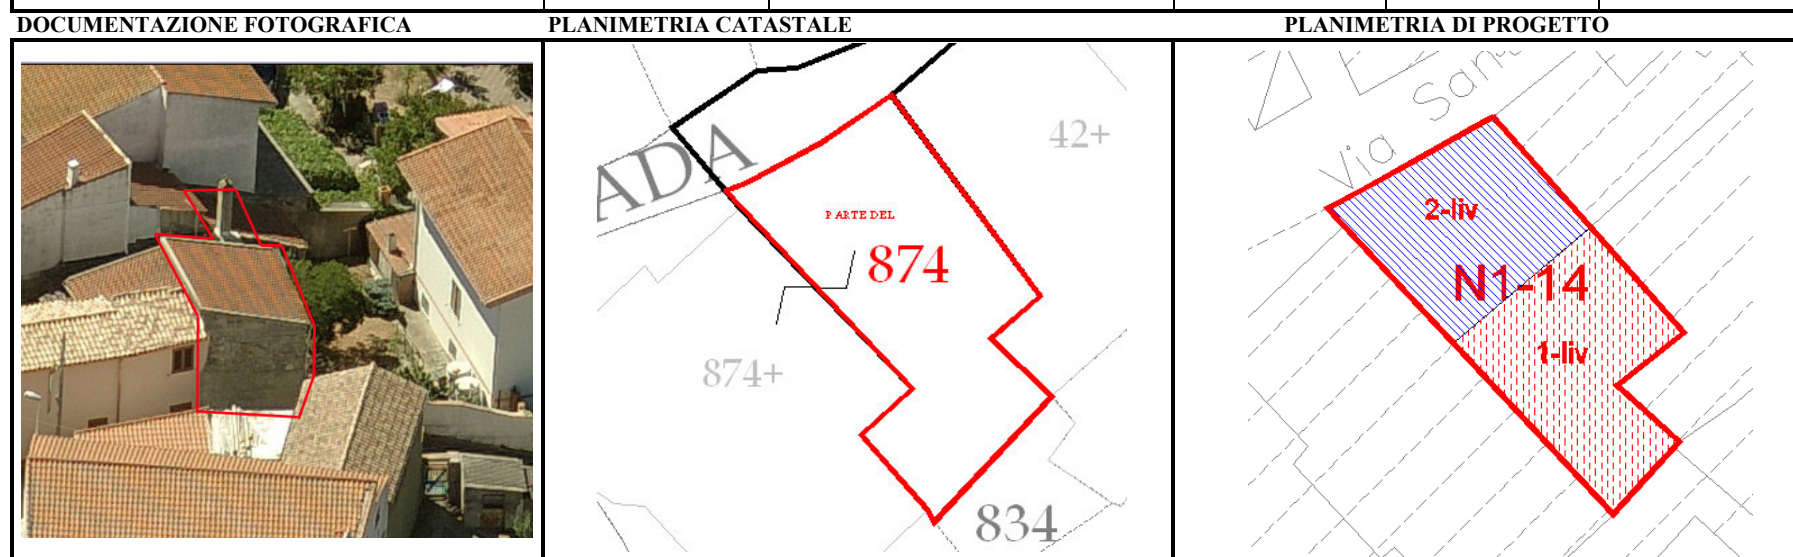 DOCUMENTAZIONE FOTOGRAFICA
PLANIMETRIA CATASTALE
PLANIMETRIA DI PROGETTO
ADA
42+
PARTE DEL
874
874+
834
Via
2-liv
N1-14
1-liv